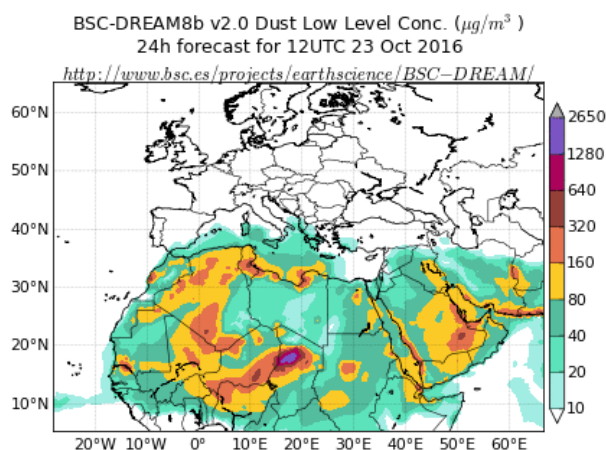 BSC-DREAM8b v2.0 Dust Low Level Conc. (μg/m³ )
24h forecast for 12UTC 23 Oct 2016
http://www.bsc.es/projects/earthscience/BSC−DREAM/
60°N
50°N
40°N
30°N
20°N
10°N
20°W
10°W
0°
10°E
20°E
30°E
40°E
50°E
60°E
2650
1280
640
320
160
80
40
20
10